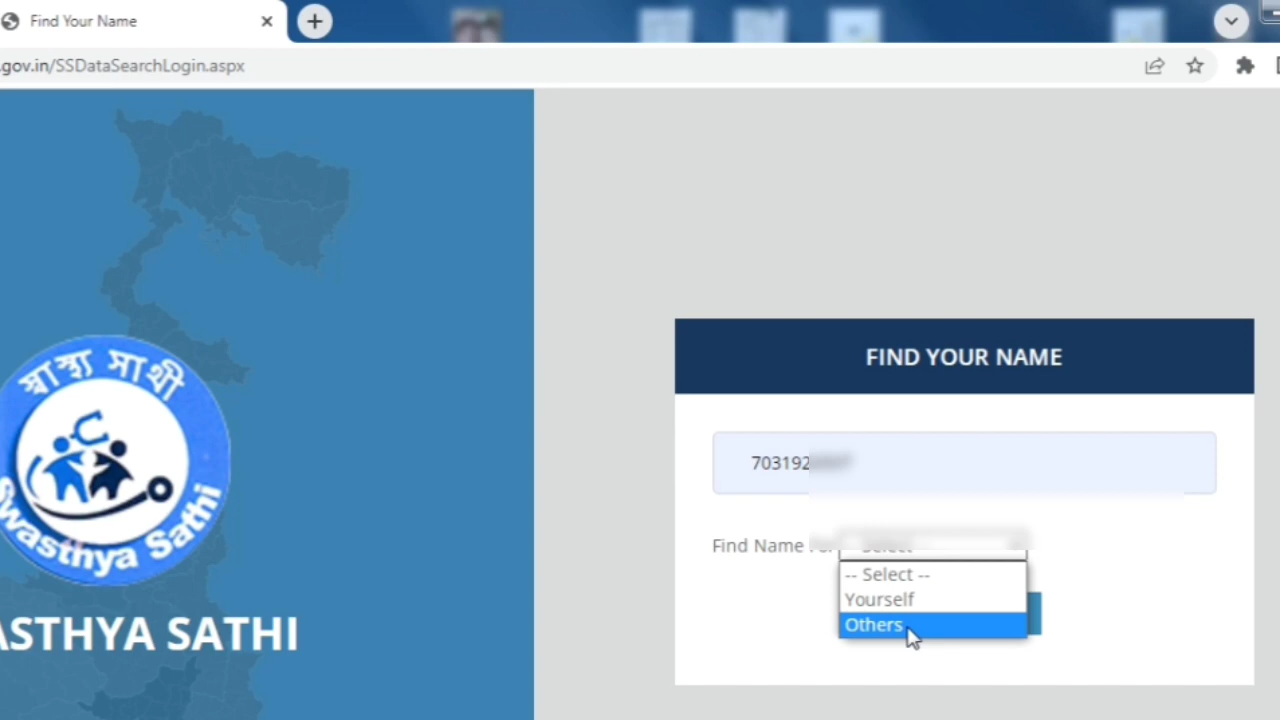 Find Your Name
.gov.in/SSDataSearchLogin.aspx
স্বাস্থ্য সাথী
Swasthya Sathi
ASTHYA SATHI
FIND YOUR NAME
703192
Find Name
-- Select --
Yourself
Others